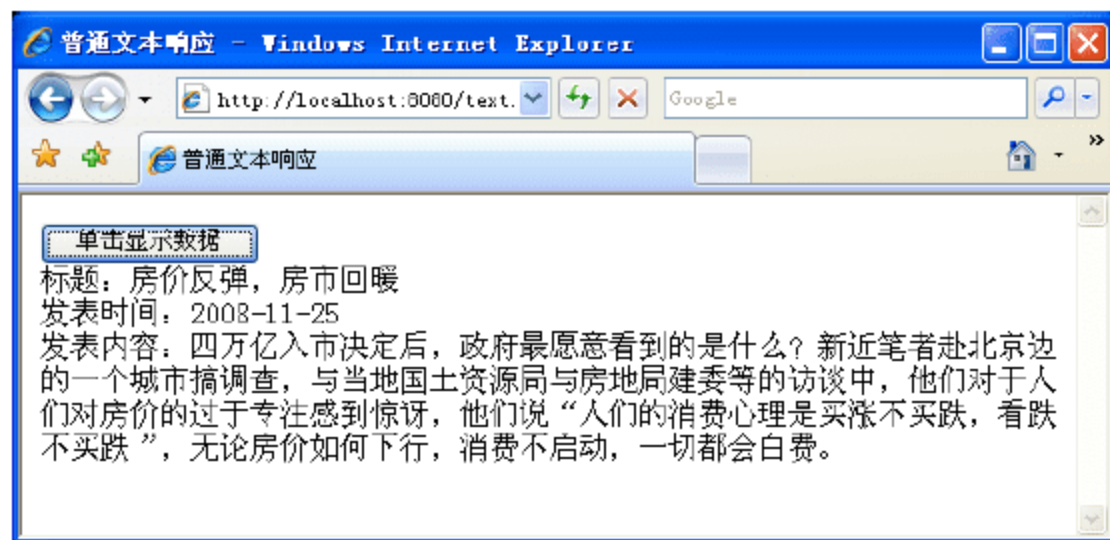 普通文本响应 - Windows Internet Explorer
http://localhost:8080/text.
Google
普通文本响应
单击显示数据
标题：房价反弹，房市回暖
发表时间：2008-11-25
发表内容：四万亿入市决定后，政府最愿意看到的是什么？新近笔者赴北京边
的一个城市搞调查，与当地国土资源局与房地局建委等的访谈中，他们对于人
们对房价的过于专注感到惊讶，他们说“人们的消费心理是买涨不买跌，看跌
不买跌 ”，无论房价如何下行，消费不启动，一切都会白费。